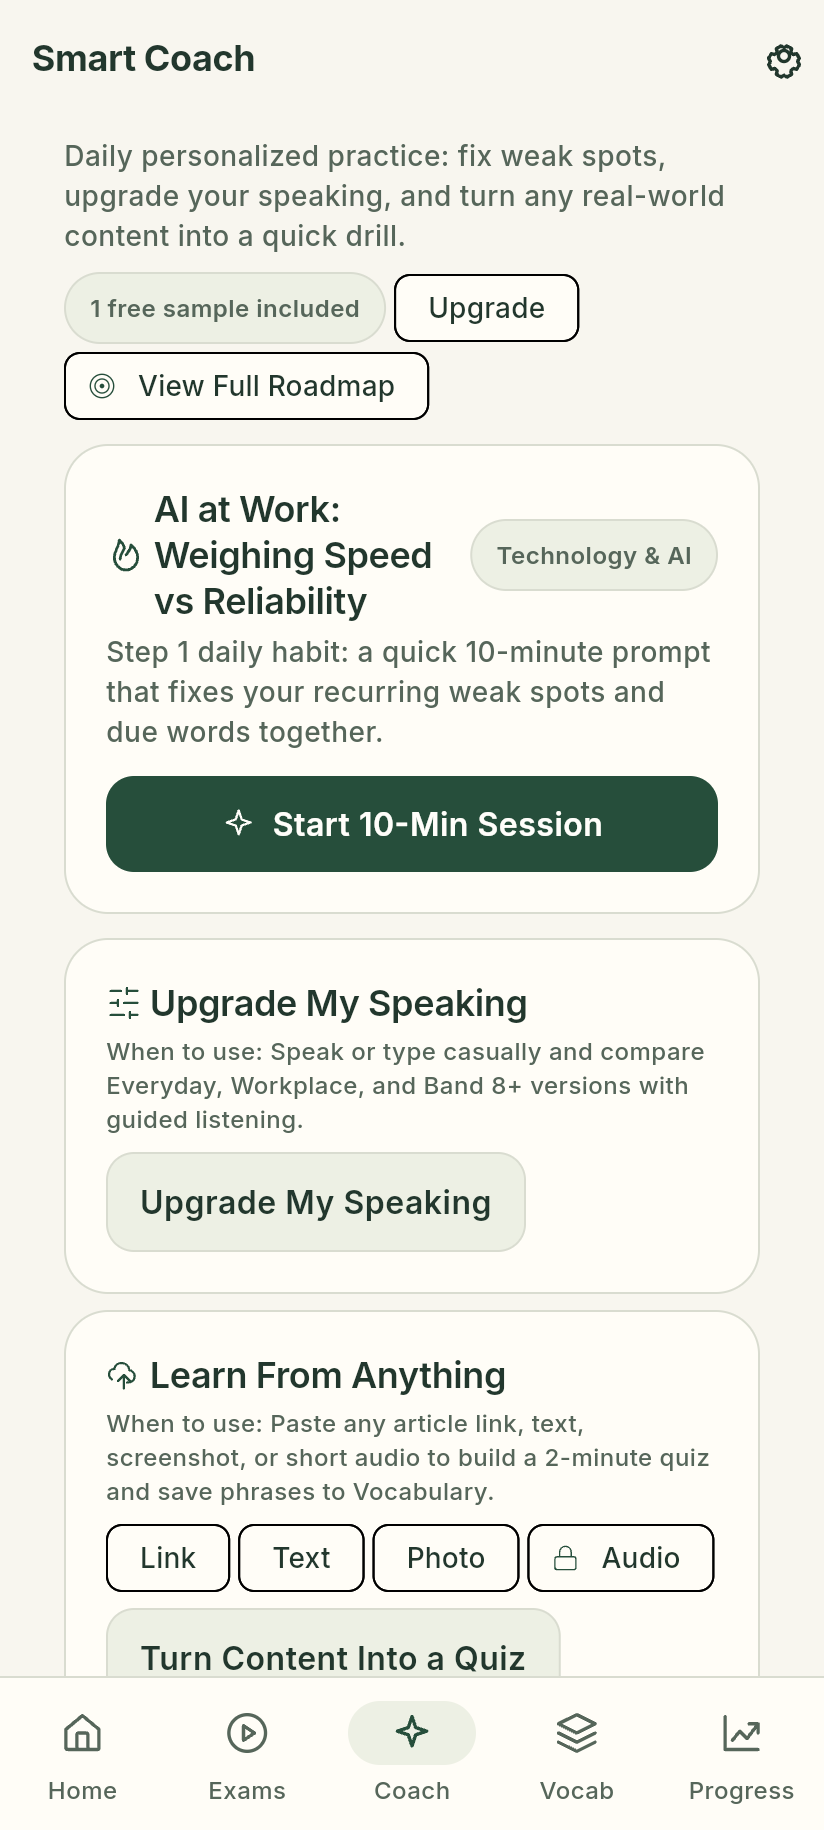 Smart Coach
Daily personalized practice: fix weak spots,
upgrade your speaking, and turn any real-world
content into a quick drill.
1 free sample included
Upgrade
View Full Roadmap
AI at Work:
Weighing Speed
vs Reliability
Technology & AI
Step 1 daily habit: a quick 10-minute prompt
that fixes your recurring weak spots and
due words together.
Start 10-Min Session
Upgrade My Speaking
When to use: Speak or type casually and compare
Everyday, Workplace, and Band 8+ versions with
guided listening.
Upgrade My Speaking
Learn From Anything
When to use: Paste any article link, text,
screenshot, or short audio to build a 2-minute quiz
and save phrases to Vocabulary.
Link
Text
Photo
Audio
Turn Content Into a Quiz
Home
Exams
Coach
Vocab
Progress